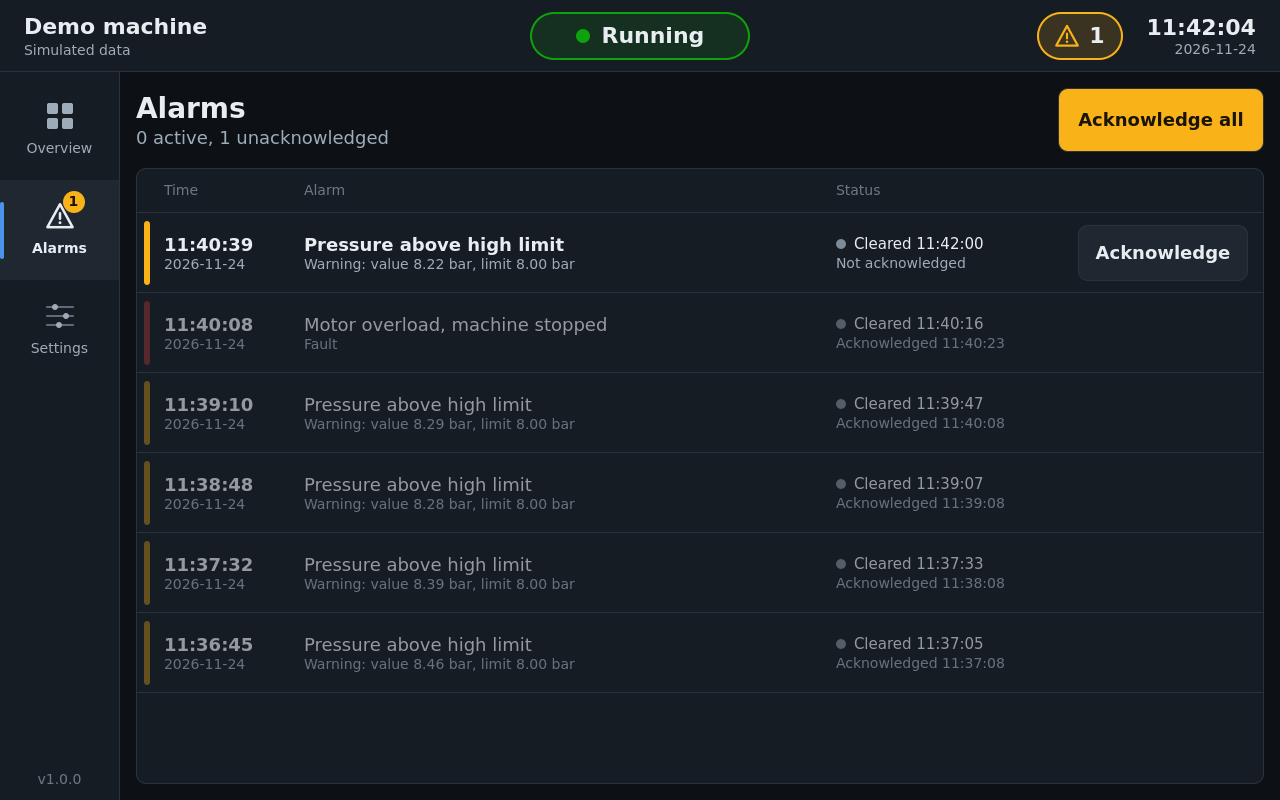 Demo machine
Simulated data
Running
1
11:42:04
2026-11-24
Overview
1
Alarms
Settings
v1.0.0
Alarms
0 active, 1 unacknowledged
Acknowledge all
Time Alarm Status
11:40:39 Pressure above high limit Cleared 11:42:00
2026-11-24 Warning: value 8.22 bar, limit 8.00 bar Not acknowledged
Acknowledge
11:40:08 Motor overload, machine stopped Cleared 11:40:16
2026-11-24 Fault Acknowledged 11:40:23
11:39:10 Pressure above high limit Cleared 11:39:47
2026-11-24 Warning: value 8.29 bar, limit 8.00 bar Acknowledged 11:40:08
11:38:48 Pressure above high limit Cleared 11:39:07
2026-11-24 Warning: value 8.28 bar, limit 8.00 bar Acknowledged 11:39:08
11:37:32 Pressure above high limit Cleared 11:37:33
2026-11-24 Warning: value 8.39 bar, limit 8.00 bar Acknowledged 11:38:08
11:36:45 Pressure above high limit Cleared 11:37:05
2026-11-24 Warning: value 8.46 bar, limit 8.00 bar Acknowledged 11:37:08